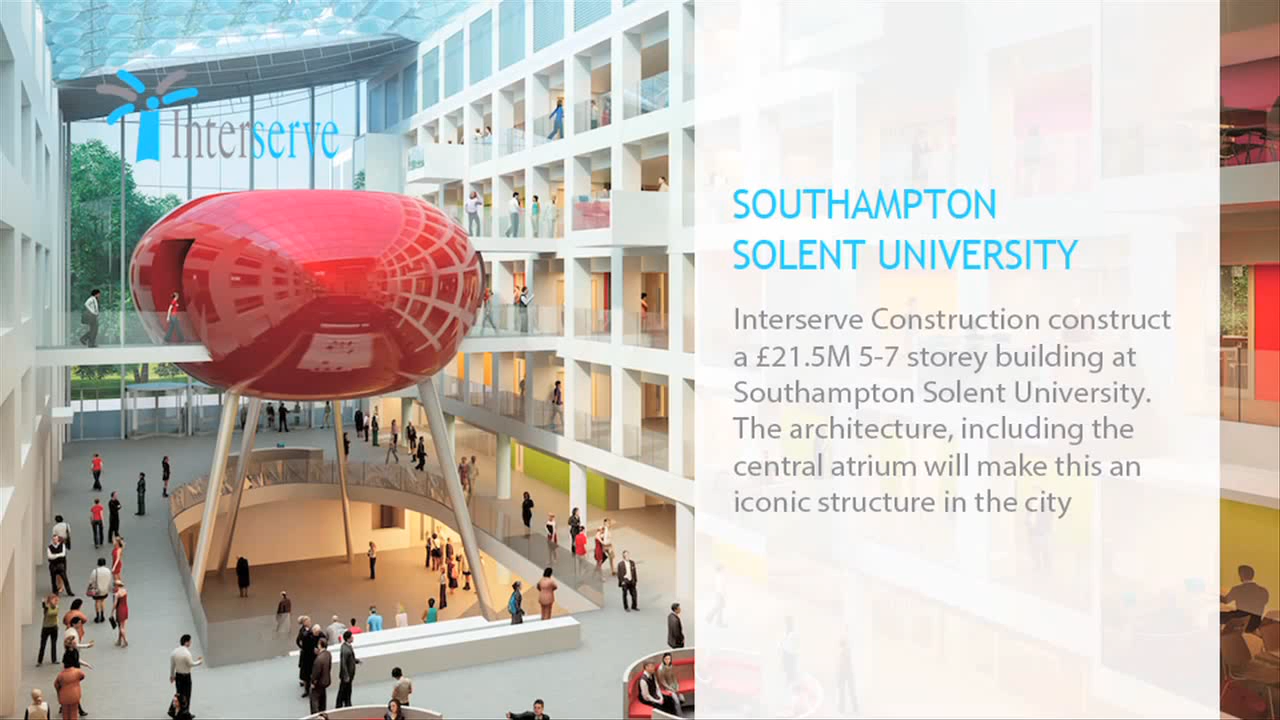 Interserve
SOUTHAMPTON
SOLENT UNIVERSITY
Interserve Construction construct
a £21.5M 5-7 storey building at
Southampton Solent University.
The architecture, including the
central atrium will make this an
iconic structure in the city